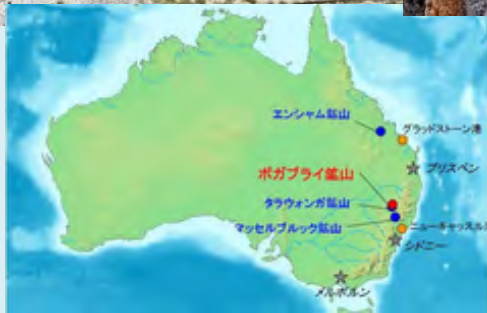 エンシャム鉱山
グラッドストーン港
ブリスベン
ボガブライ鉱山
タラウォンガ鉱山
マッセルブルック鉱山
ニューキャッスル
シドニー
メルボルン